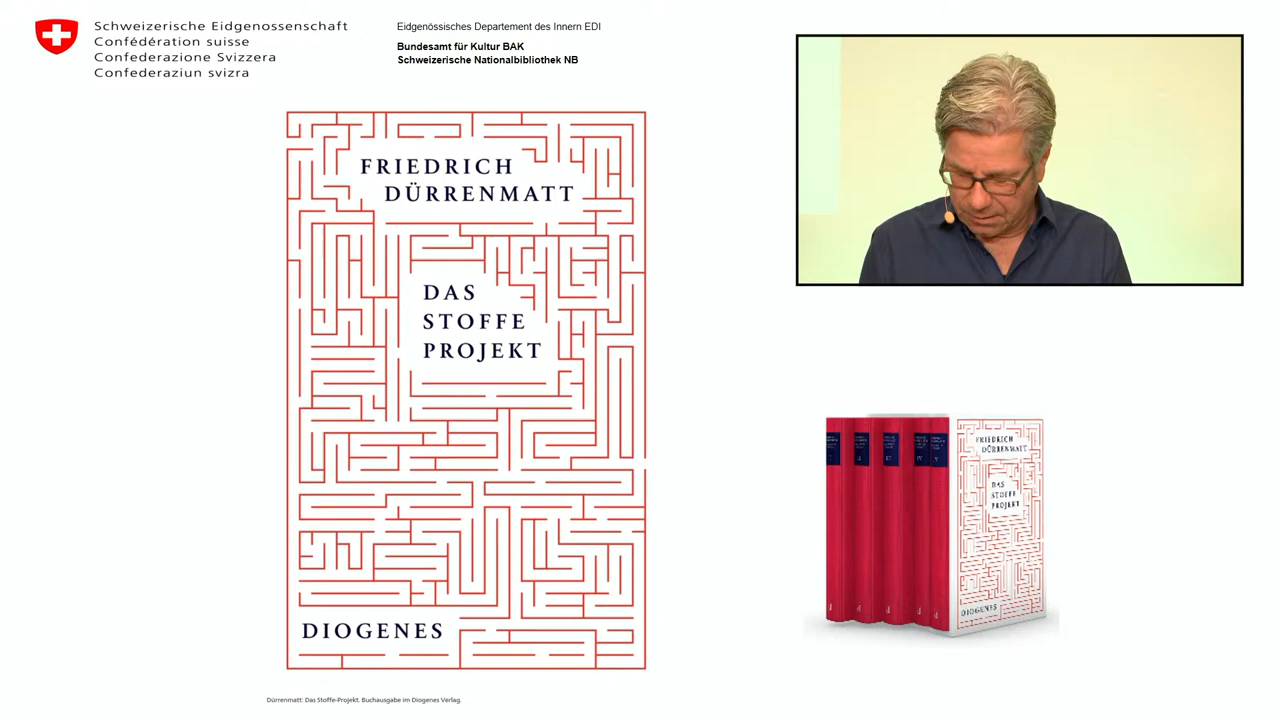 Schweizerische Eidgenossenschaft
Confédération suisse
Confederazione Svizzera
Confederaziun svizra
Eidgenössisches Departement des Innern EDI
Bundesamt für Kultur BAK
Schweizerische Nationalbibliothek NB
FRIEDRICH
DÜRRENMATT
DAS
STOFFE
PROJEKT
DIOGENES
Dürrenmatt: Das Stoffe-Projekt. Buchausgabe im Diogenes Verlag.
FRIEDRICH
DÜRRENMATT
DAS
STOFFE
PROJEKT
DIOGENES